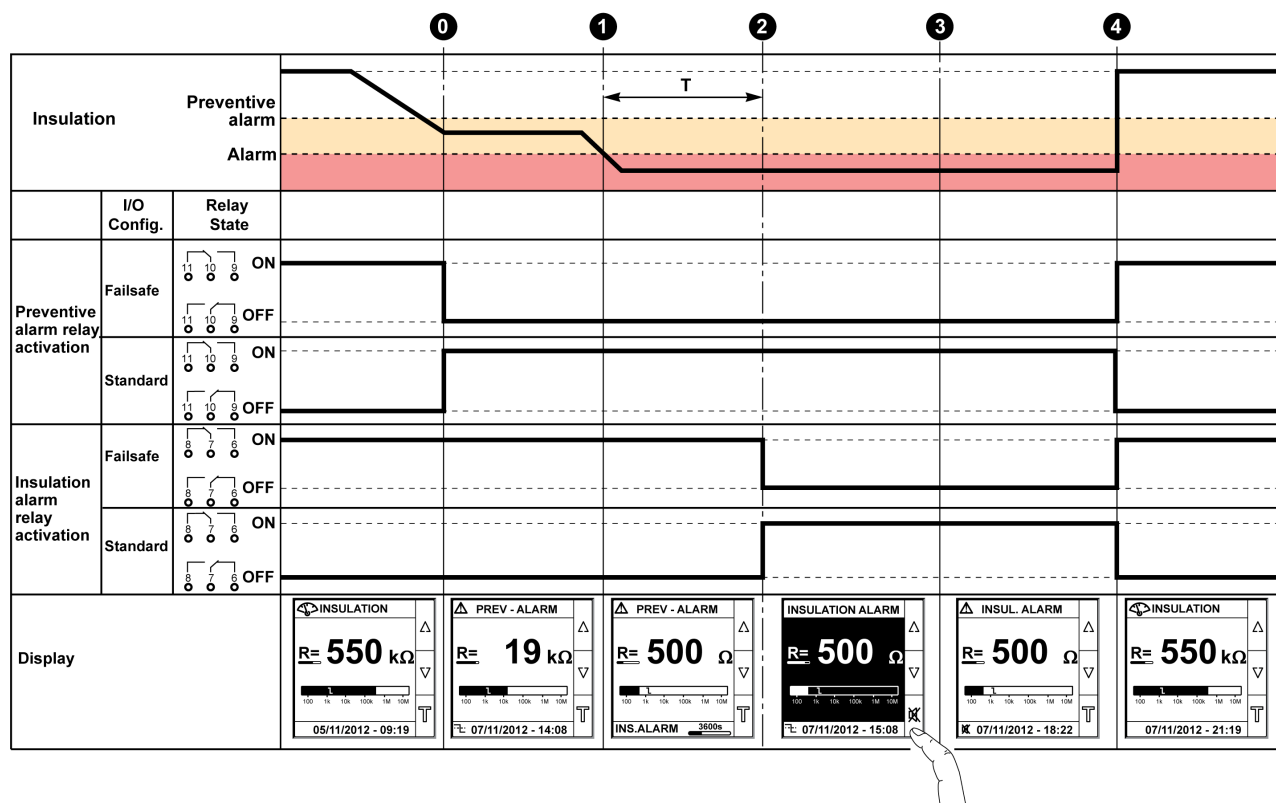 0 1 2 3 4
Insulation
Preventive
alarm
Alarm
T
I/O
Config.
Relay
State
Preventive
alarm relay
activation
Failsafe
11 10 9 ON
11 10 9 OFF
Standard
11 10 9 ON
11 10 9 OFF
Insulation
alarm
relay
activation
Failsafe
8 7 6 ON
8 7 6 OFF
Standard
8 7 6 ON
8 7 6 OFF
Display
INSULATION
R= 550 kΩ
100 1k 10k 100k 1M 10M
T
05/11/2012 - 09:19
PREV - ALARM
R= 19 kΩ
100 1k 10k 100k 1M 10M
T
07/11/2012 - 14:08
PREV - ALARM
R= 500 Ω
100 1k 10k 100k 1M 10M
T
INS.ALARM 3600s
INSULATION ALARM
R= 500 Ω
100 1k 10k 100k 1M 10M
07/11/2012 - 15:08
INSUL. ALARM
R= 500 Ω
100 1k 10k 100k 1M 10M
T
07/11/2012 - 18:22
INSULATION
R= 550 kΩ
100 1k 10k 100k 1M 10M
T
07/11/2012 - 21:19